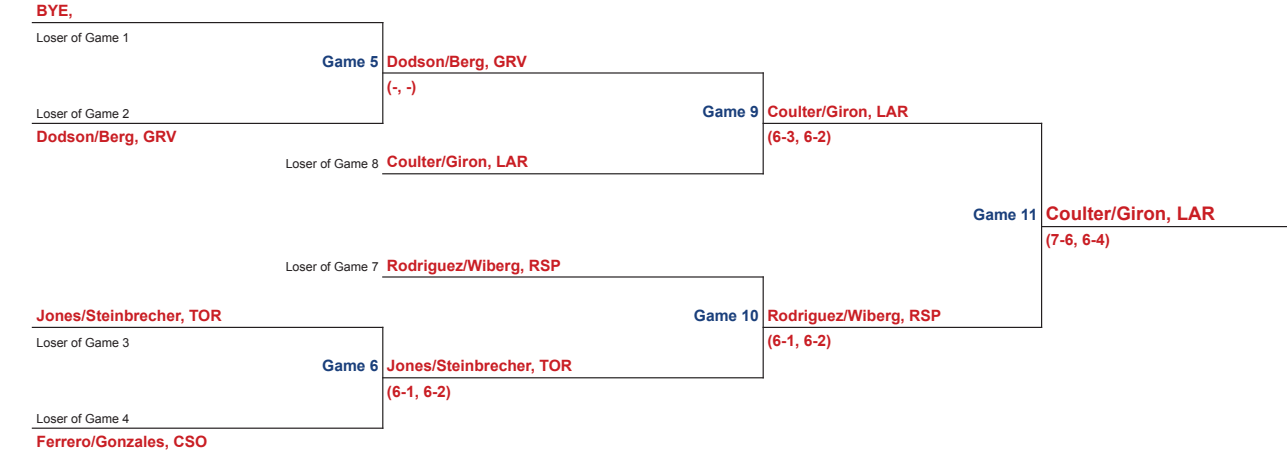 BYE,
Loser of Game 1
Game 5 Dodson/Berg, GRV
(-, -)
Loser of Game 2
Game 9 Coulter/Giron, LAR
Dodson/Berg, GRV
(6-3, 6-2)
Loser of Game 8 Coulter/Giron, LAR
Game 11 Coulter/Giron, LAR
(7-6, 6-4)
Loser of Game 7 Rodriguez/Wiberg, RSP
Jones/Steinbrecher, TOR
Game 10 Rodriguez/Wiberg, RSP
Loser of Game 3
(6-1, 6-2)
Game 6 Jones/Steinbrecher, TOR
(6-1, 6-2)
Loser of Game 4
Ferrero/Gonzales, CSO